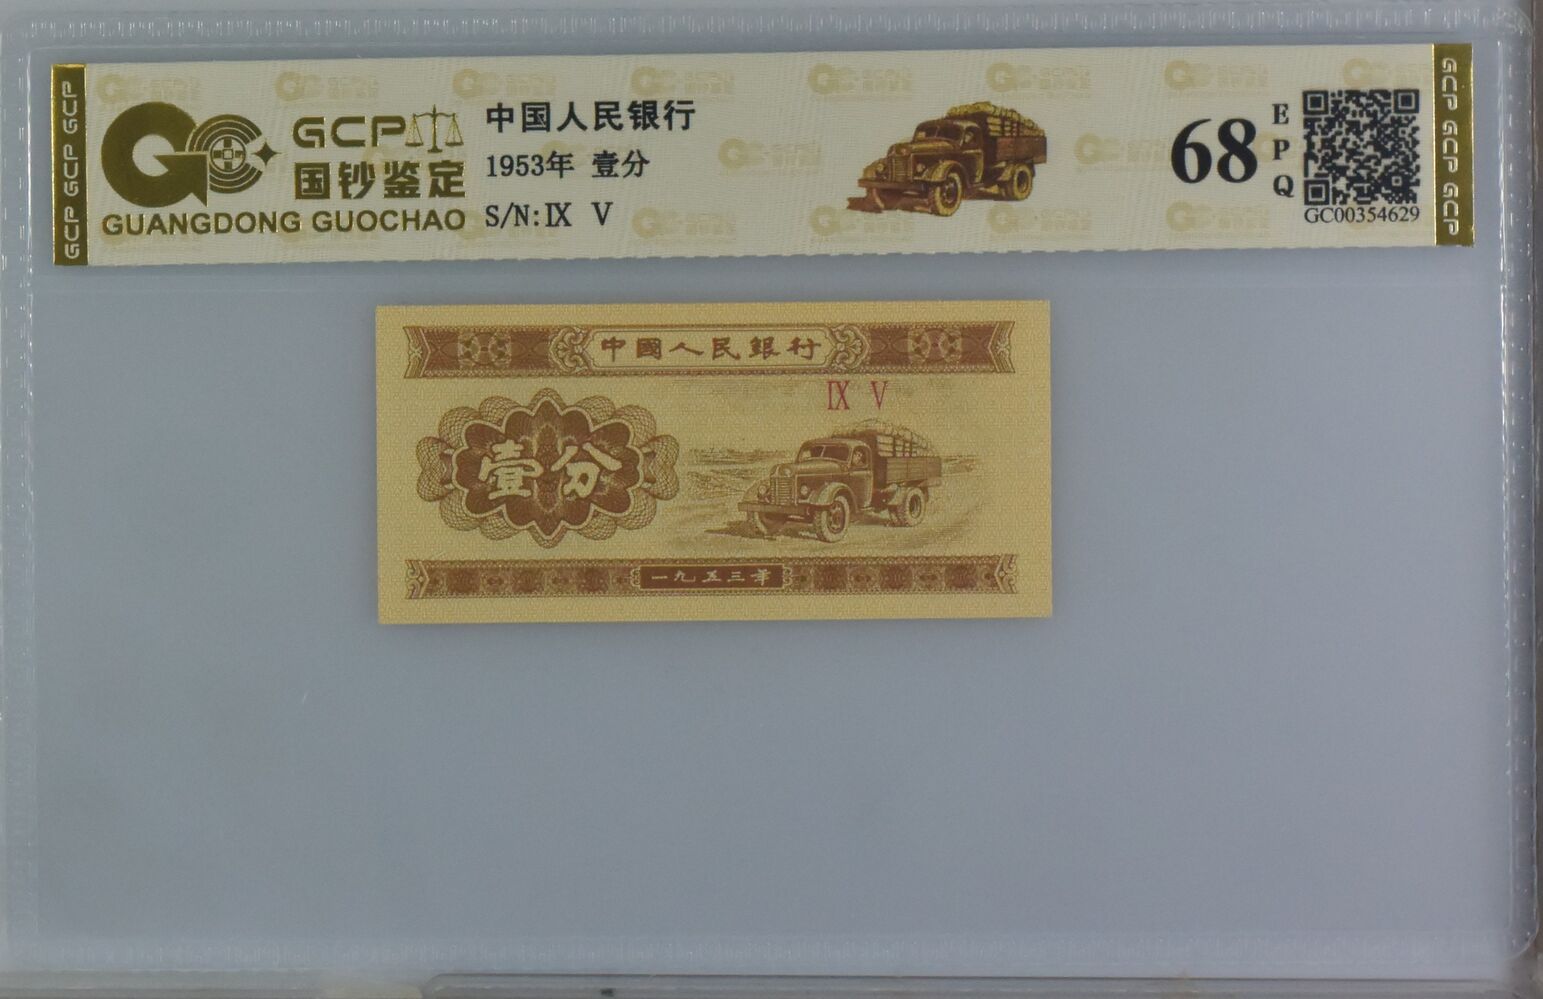 GCP GCP GCP
GCP
国钞鉴定
GUANGDONG GUOCHAO
中国人民银行
1953年 壹分
S/N:Ⅸ Ⅴ
68
EPQ
GC00354629
GCP GCP GCP
中國人民銀行
Ⅸ Ⅴ
壹分
一九五三年